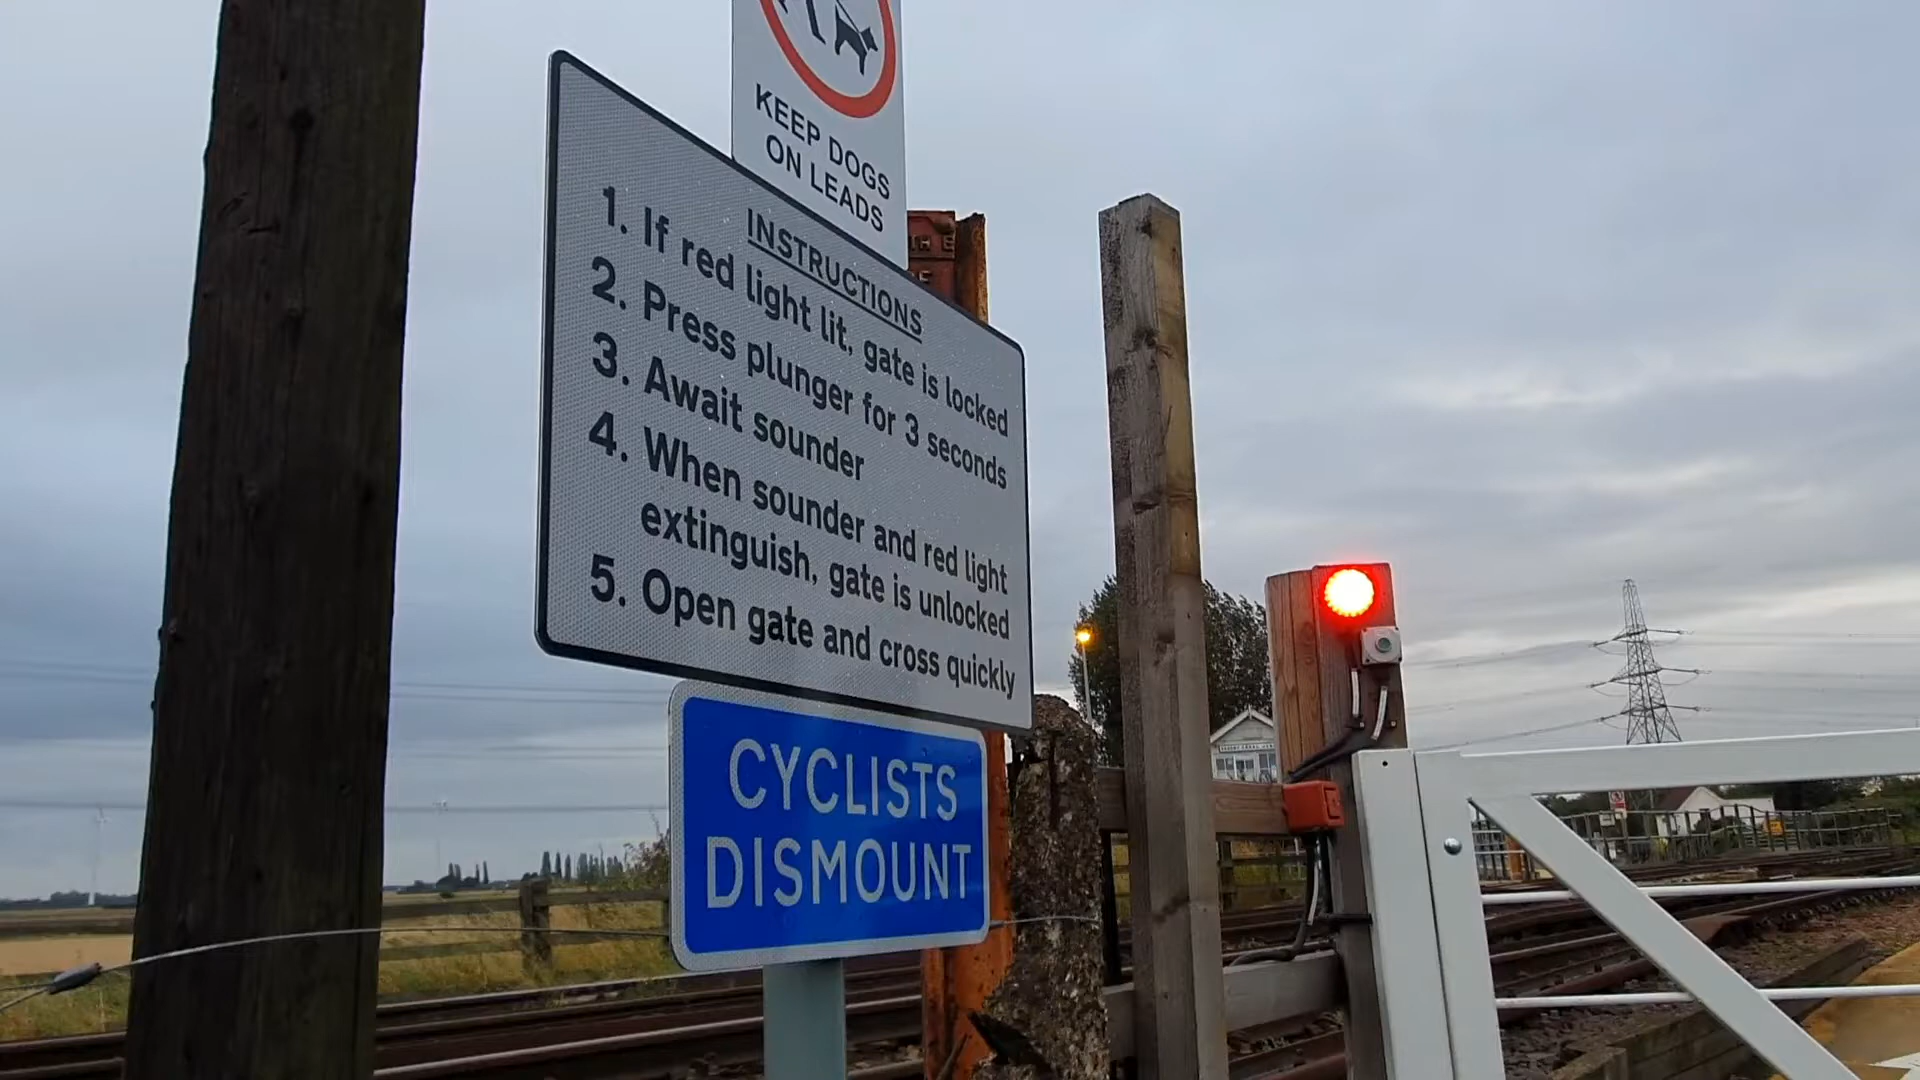 KEEP DOGS
ON LEADS
INSTRUCTIONS
1. If red light lit, gate is locked
2. Press plunger for 3 seconds
3. Await sounder
4. When sounder and red light
extinguish, gate is unlocked
5. Open gate and cross quickly
CYCLISTS
DISMOUNT